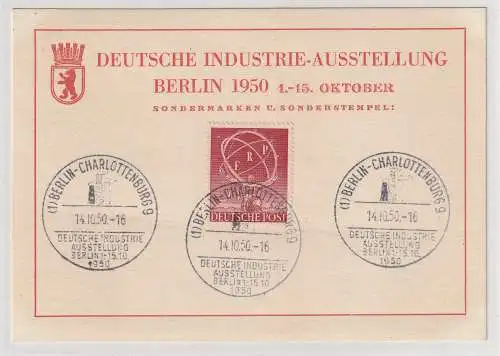 DEUTSCHE INDUSTRIE-AUSSTELLUNG
BERLIN 1950 1.-15. OKTOBER
SONDERMARKEN U. SONDERSTEMPEL:
ERP
DEUTSCHE POST
(1) BERLIN-CHARLOTTENBURG 9
14.10.50.-16
DEUTSCHE INDUSTRIE
AUSSTELLUNG
BERLIN 1.-15.10.
1950
(1) BERLIN-CHARLOTTENBURG 9
14.10.50.-16
DEUTSCHE INDUSTRIE
AUSSTELLUNG
BERLIN 1.-15.10.
1950
(1) BERLIN-CHARLOTTENBURG 9
14.10.50.-16
DEUTSCHE INDUSTRIE
AUSSTELLUNG
BERLIN 1.-15.10.
1950